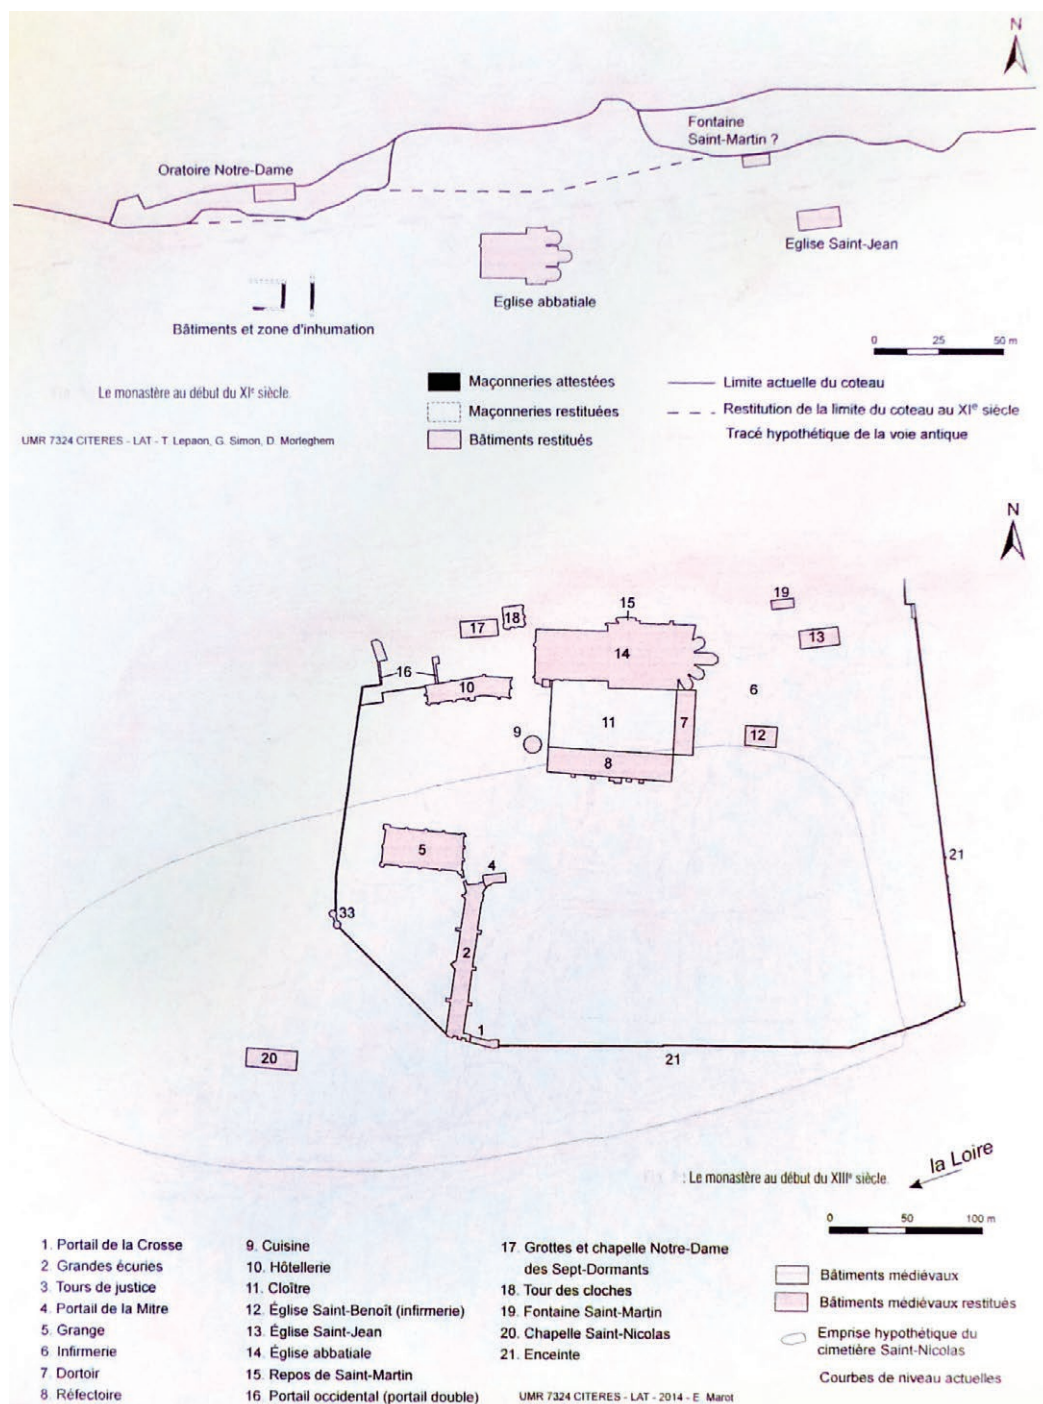 N
Fontaine
Saint-Martin ?
Oratoire Notre-Dame
Eglise Saint-Jean
Eglise abbatiale
Bâtiments et zone d'inhumation
0 25 50 m
Maçonneries attestées
Maçonneries restituées
Bâtiments restitués
Limite actuelle du coteau
Restitution de la limite du coteau au XIe siècle
Tracé hypothétique de la voie antique
Le monastère au début du XIe siècle.
UMR 7324 CITERES - LAT - T. Lepaon, G. Simon, D. Morleghem
N
19
15
18
17
13
14
16
10
6
11
7
9
12
8
5
4
21
33
2
1
20
21
la Loire
: Le monastère au début du XIIIe siècle.
0 50 100 m
1. Portail de la Crosse
2. Grandes écuries
3. Tours de justice
4. Portail de la Mitre
5. Grange
6. Infirmerie
7. Dortoir
8. Réfectoire
9. Cuisine
10. Hôtellerie
11. Cloître
12. Église Saint-Benoît (infirmerie)
13. Église Saint-Jean
14. Église abbatiale
15. Repos de Saint-Martin
16. Portail occidental (portail double)
17. Grottes et chapelle Notre-Dame
des Sept-Dormants
18. Tour des cloches
19. Fontaine Saint-Martin
20. Chapelle Saint-Nicolas
21. Enceinte
UMR 7324 CITERES - LAT - 2014 - E. Marot
Bâtiments médiévaux
Bâtiments médiévaux restitués
Emprise hypothétique du
cimetière Saint-Nicolas
Courbes de niveau actuelles